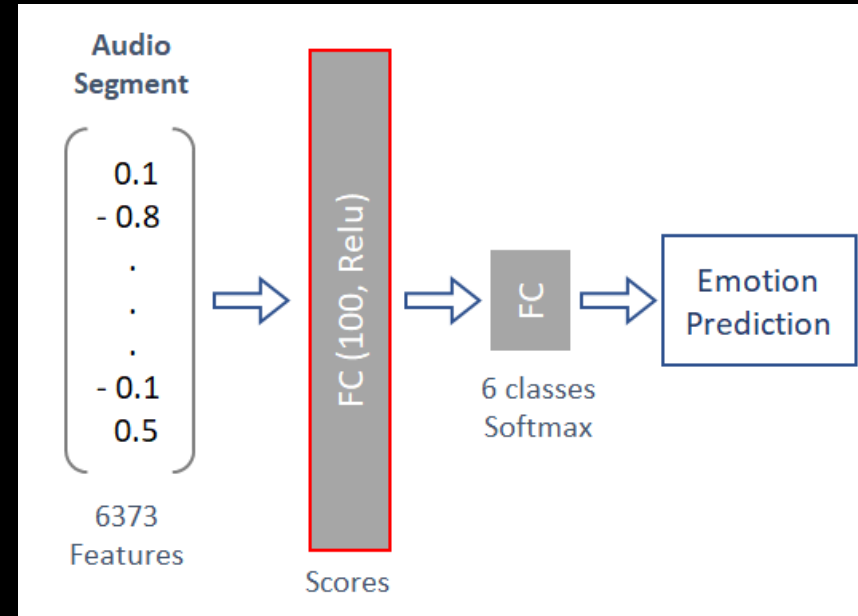 Audio
Segment
0.1
- 0.8
.
.
.
- 0.1
0.5
6373
Features
FC (100, Relu)
Scores
FC
6 classes
Softmax
Emotion
Prediction